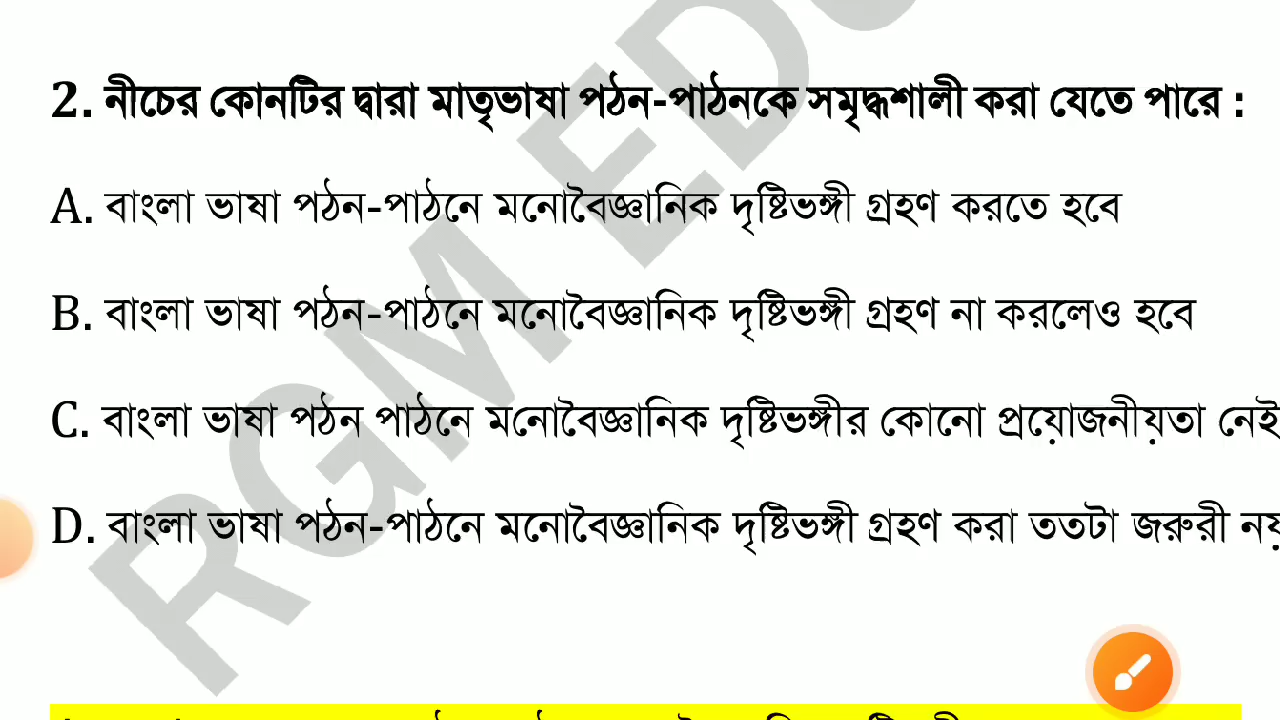 2. নীচের কোনটির দ্বারা মাতৃভাষা পঠন-পাঠনকে সমৃদ্ধশালী করা যেতে পারে :
A. বাংলা ভাষা পঠন-পাঠনে মনোবৈজ্ঞানিক দৃষ্টিভঙ্গী গ্রহণ করতে হবে
B. বাংলা ভাষা পঠন-পাঠনে মনোবৈজ্ঞানিক দৃষ্টিভঙ্গী গ্রহণ না করলেও হবে
C. বাংলা ভাষা পঠন পাঠনে মনোবৈজ্ঞানিক দৃষ্টিভঙ্গীর কোনো প্রয়োজনীয়তা নেই
D. বাংলা ভাষা পঠন-পাঠনে মনোবৈজ্ঞানিক দৃষ্টিভঙ্গী গ্রহণ করা ততটা জরুরী নয়
RGM